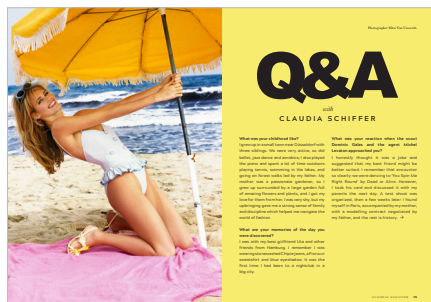 Q&A
with
CLAUDIA SCHIFFER
What was your childhood like?
I grew up in a small town near Düsseldorf with
three siblings. We were very active, so did
ballet, jazz dance and aerobics; I also played
the piano and spent a lot of time outdoors
playing tennis, swimming in the lakes, and
going on forest walks led by my father. My
mother was a passionate gardener, so I
grew up surrounded by a large garden full
of amazing flowers and plants, and I got my
love for them from her. I was very shy, but my
upbringing gave me a strong sense of family
and discipline which helped me navigate the
world of fashion.
What are your memories of the day you
were discovered?
I was with my best girlfriend Uta and other
friends from Hamburg. I remember I was
wearing stonewashed Chipie jeans, a
and blue eyeshadow. It was the
first time I had been to a nightclub in a
big city.
What was your reaction when the scout
Dominic Galas and the agent Michel
Levaton approached you?
I honestly thought it was a joke and
suggested that my best friend might be
better suited. I remember that encounter
so clearly: we were dancing to 'You Spin Me
Right Round' by Dead or Alive. However,
I took his card and discussed it with my
parents the next day. A test shoot was
organized, then a few weeks later I found
myself in Paris, accompanied by my mother,
with a modelling contract negotiated by
my father, and the rest is history.
CLAUDIA SCHIFFER